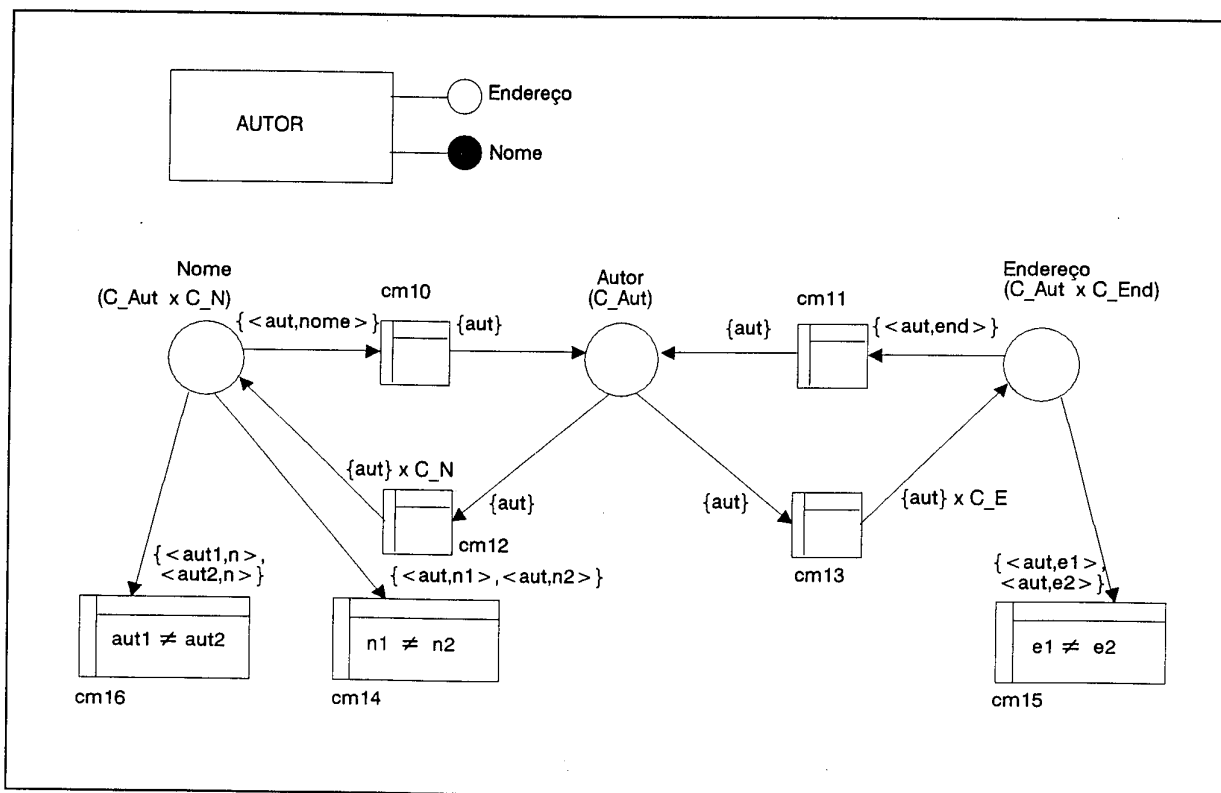 Endereço
AUTOR
Nome
Nome
(C_Aut x C_N)
cm10
Autor
(C_Aut)
cm11
Endereço
(C_Aut x C_End)
{<aut,nome>}
{aut}
{aut}
{<aut,end>}
{aut} x C_N
{aut}
{aut}
{aut} x C_E
cm12
cm13
{<aut1,n>,
<aut2,n>}
{<aut,n1>,<aut,n2>}
{<aut,e1>,
<aut,e2>}
aut1 ≠ aut2
n1 ≠ n2
e1 ≠ e2
cm16
cm14
cm15